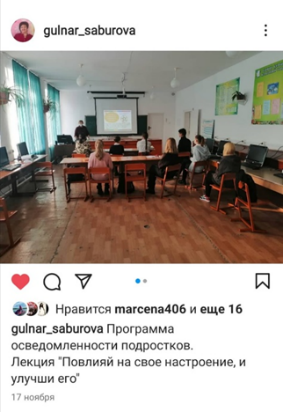 gulnar_saburova
Нравится marcena406 и еще 16
gulnar_saburova Программа
осведомленности подростков.
Лекция "Повлияй на свое настроение, и
улучши его"
17 ноября